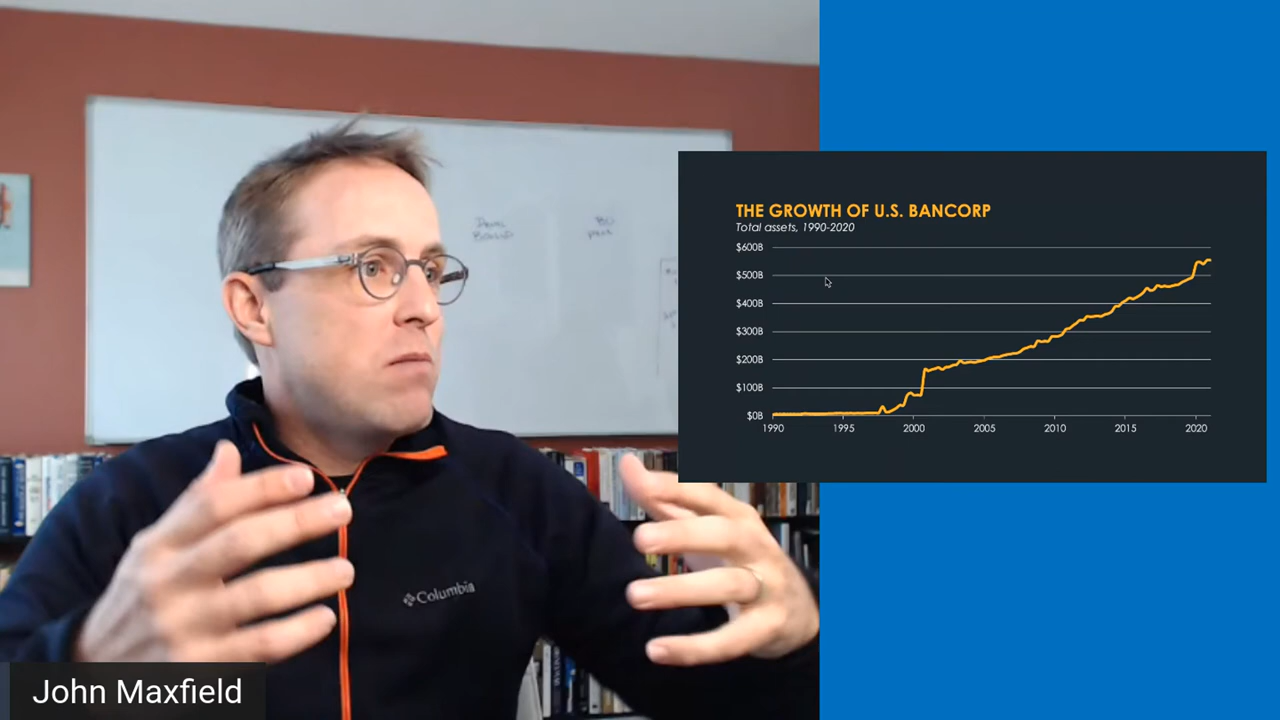 THE GROWTH OF U.S. BANCORP
Total assets, 1990-2020
$600B
$500B
$400B
$300B
$200B
$100B
$0B
1990 1995 2000 2005 2010 2015 2020
Columbia
John Maxfield